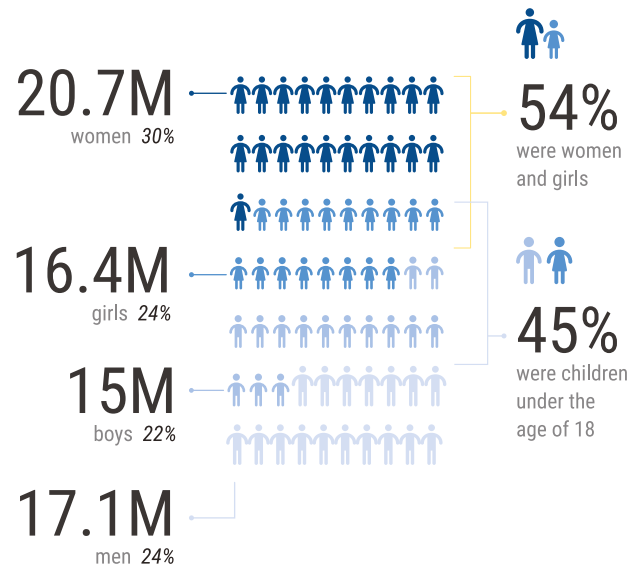 20.7M
women 30%
16.4M
girls 24%
15M
boys 22%
17.1M
men 24%
54%
were women
and girls
45%
were children
under the
age of 18